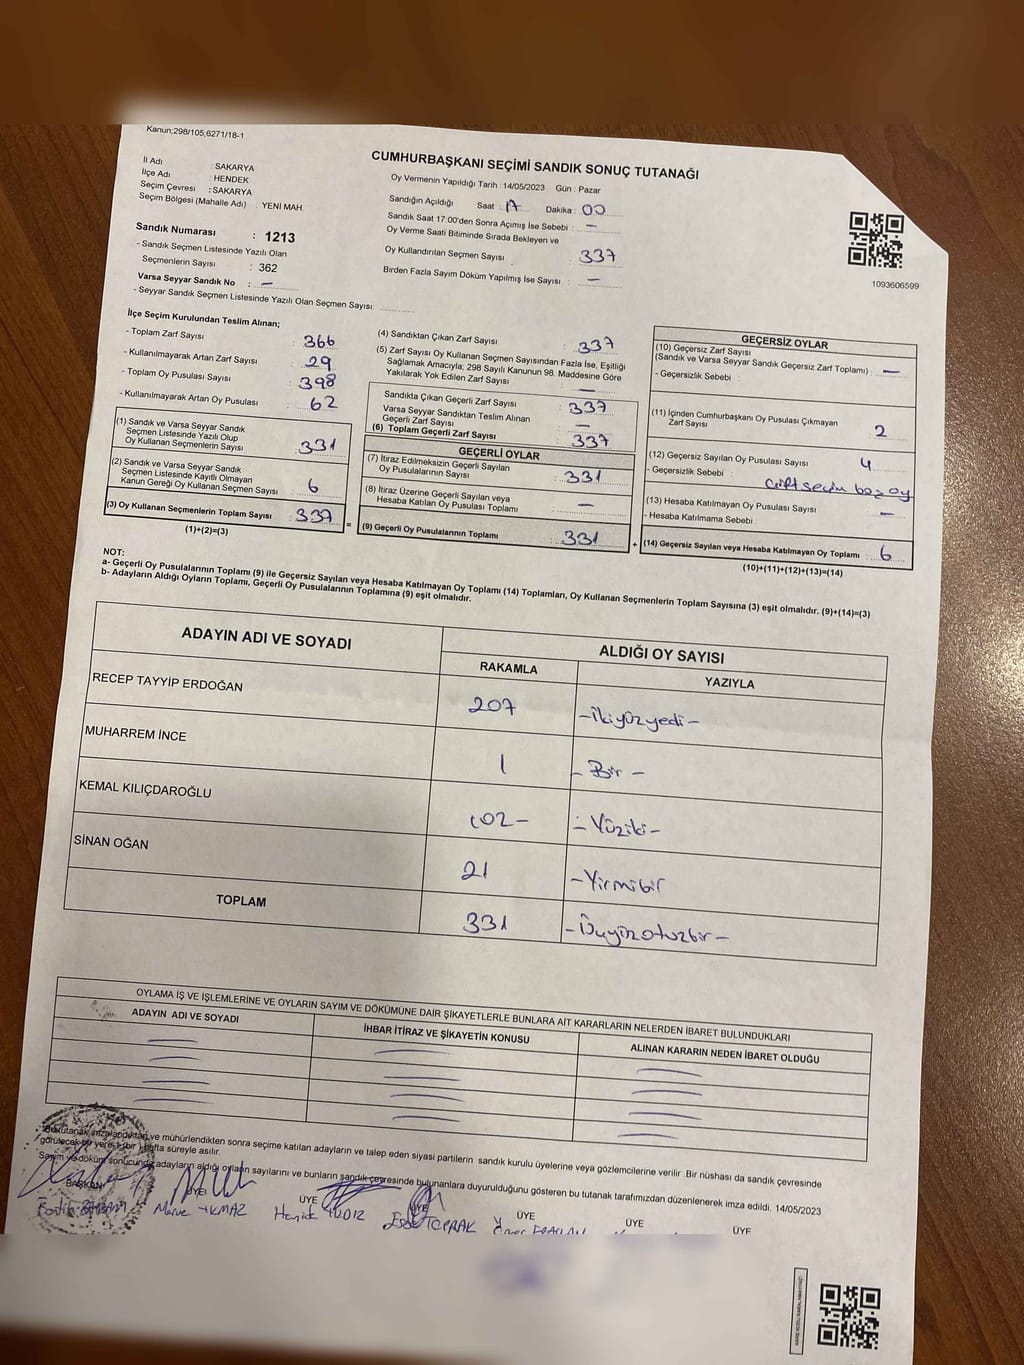 Kanun;298/105,6271/18-1
CUMHURBAŞKANI SEÇİMİ SANDIK SONUÇ TUTANAĞI
İl Adı : SAKARYA
İlçe Adı : HENDEK
Seçim Çevresi : SAKARYA
Seçim Bölgesi (Mahalle Adı) : YENİ MAH.
Sandık Numarası : 1213
- Sandık Seçmen Listesinde Yazılı Olan
Seçmenlerin Sayısı : 362
Varsa Seyyar Sandık No : —
- Seyyar Sandık Seçmen Listesinde Yazılı Olan Seçmen Sayısı:
Oy Vermenin Yapıldığı Tarih : 14/05/2023 Gün : Pazar
Sandığın Açıldığı Saat : 17 Dakika : 00
Sandık Saat 17:00'den Sonra Açımış İse Sebebi : —
Oy Verme Saati Bitiminde Sırada Bekleyen ve
Oy Kullandırılan Seçmen Sayısı : 337
Birden Fazla Sayım Döküm Yapılmış İse Sayısı : —
1093606599
İlçe Seçim Kurulundan Teslim Alınan;
- Toplam Zarf Sayısı : 366
- Kullanılmayarak Artan Zarf Sayısı : 29
- Toplam Oy Pusulası Sayısı : 398
- Kullanılmayarak Artan Oy Pusulası : 62
(1) Sandık ve Varsa Seyyar Sandık
Seçmen Listesinde Yazılı Olup
Oy Kullanan Seçmenlerin Sayısı : 331
(2) Sandık ve Varsa Seyyar Sandık
Seçmen Listesinde Kayıtlı Olmayan
Kanun Gereği Oy Kullanan Seçmen Sayısı : 6
(3) Oy Kullanan Seçmenlerin Toplam Sayısı : 337
(1)+(2)=(3)
=
(4) Sandıktan Çıkan Zarf Sayısı : 337
(5) Zarf Sayısı Oy Kullanan Seçmen Sayısından Fazla İse, Eşitliği
Sağlamak Amacıyla; 298 Sayılı Kanunun 98. Maddesine Göre
Yakılarak Yok Edilen Zarf Sayısı : —
Sandıkta Çıkan Geçerli Zarf Sayısı : 337
Varsa Seyyar Sandıktan Teslim Alınan
Geçerli Zarf Sayısı : —
(6) Toplam Geçerli Zarf Sayısı : 337
GEÇERLİ OYLAR
(7) İtiraz Edilmeksizin Geçerli Sayılan
Oy Pusulasının Sayısı : 331
(8) İtiraz Üzerine Geçerli Sayılan veya
Hesaba Katılan Oy Pusulası Toplamı : —
(9) Geçerli Oy Pusulalarının Toplamı : 331
+
GEÇERSİZ OYLAR
(10) Geçersiz Zarf Sayısı
(Sandık ve Varsa Seyyar Sandık Geçersiz Zarf Toplamı) : —
- Geçersizlik Sebebi :
(11) İçinden Cumhurbaşkanı Oy Pusulası Çıkmayan
Zarf Sayısı : 2
(12) Geçersiz Sayılan Oy Pusulası Sayısı : 4
- Geçersizlik Sebebi : çift seçim boş oy
(13) Hesaba Katılmayan Oy Pusulası Sayısı : —
- Hesaba Katılmama Sebebi
(14) Geçersiz Sayılan veya Hesaba Katılmayan Oy Toplamı : 6
(10)+(11)+(12)+(13)=(14)
NOT:
a- Geçerli Oy Pusulalarının Toplamı (9) ile Geçersiz Sayılan veya Hesaba Katılmayan Oy Toplamı (14) Toplamları, Oy Kullanan Seçmenlerin Toplam Sayısına (3) eşit olmalıdır. (9)+(14)=(3)
b- Adayların Aldığı Oyların Toplamı, Geçerli Oy Pusulalarının Toplamına (9) eşit olmalıdır.
ADAYIN ADI VE SOYADI ALDIĞI OY SAYISI
RAKAMLA YAZIYLA
RECEP TAYYİP ERDOĞAN 207 -İkiyüzyedi-
MUHARREM İNCE 1 - Bir -
KEMAL KILIÇDAROĞLU 102- - Yüziki-
SİNAN OĞAN 21 -Yirmibir
TOPLAM 331 -Üçyüzotuzbir-
OYLAMA İŞ VE İŞLEMLERİNE VE OYLARIN SAYIM VE DÖKÜMÜNE DAİR ŞİKAYETLERLE BUNLARA AİT KARARLARIN NELERDEN İBARET BULUNDUKLARI
ADAYIN ADI VE SOYADI İHBAR İTİRAZ VE ŞİKAYETİN KONUSU ALINAN KARARIN NEDEN İBARET OLDUĞU
Bu tutanak imzalandıktan ve mühürlendikten sonra seçime katılan adayların ve talep eden siyasi partilerin sandık kurulu üyelerine veya gözlemcilerine verilir. Bir nüshası da sandık çevresinde
görülecek bir yere 1 (bir) hafta süreyle asılır.
Sayım ve döküm sonucunda adayların aldığı oyların sayılarını ve bunların sandık çevresinde bulunanlara duyurulduğunu gösteren bu tutanak tarafımızdan düzenlenerek imza edildi. 14/05/2023
BAŞKAN ÜYE ÜYE ÜYE ÜYE ÜYE ÜYE
Merve YILMAZ TOPRAK